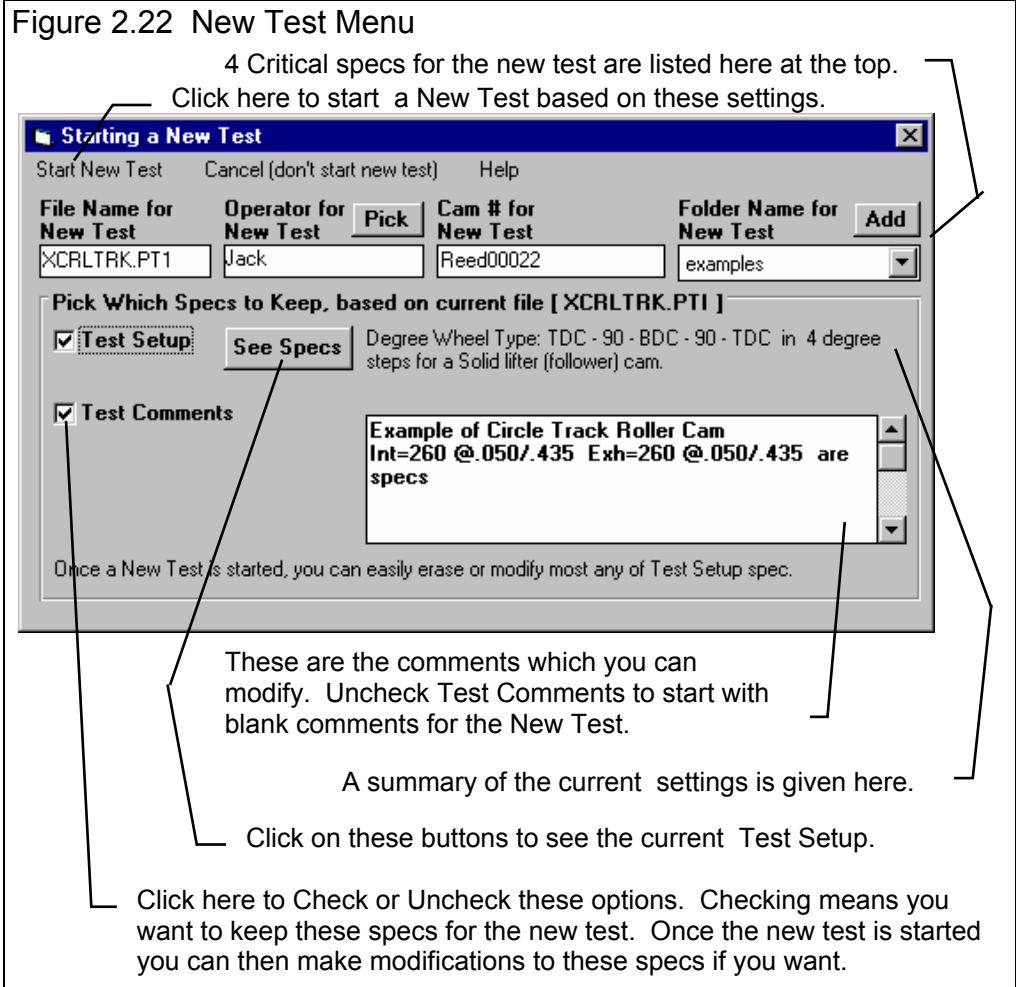 Figure 2.22  New Test Menu
4 Critical specs for the new test are listed here at the top.
Click here to start  a New Test based on these settings.
Starting a New Test
Start New Test    Cancel (don't start new test)    Help
File Name for
New Test
Operator for
New Test
Pick
Cam # for
New Test
Folder Name for
New Test
Add
XCRLTRK.PT1
Jack
Reed00022
examples
Pick Which Specs to Keep, based on current file [ XCRLTRK.PTI ]
Test Setup
See Specs
Degree Wheel Type: TDC - 90 - BDC - 90 - TDC  in  4 degree
steps for a Solid lifter (follower) cam.
Test Comments
Example of Circle Track Roller Cam
Int=260 @.050/.435  Exh=260 @.050/.435  are
specs
Once a New Test is started, you can easily erase or modify most any of Test Setup spec.
These are the comments which you can
modify.  Uncheck Test Comments to start with
blank comments for the New Test.
A summary of the current  settings is given here.
Click on these buttons to see the current  Test Setup.
Click here to Check or Uncheck these options.  Checking means you
want to keep these specs for the new test.  Once the new test is started
you can then make modifications to these specs if you want.